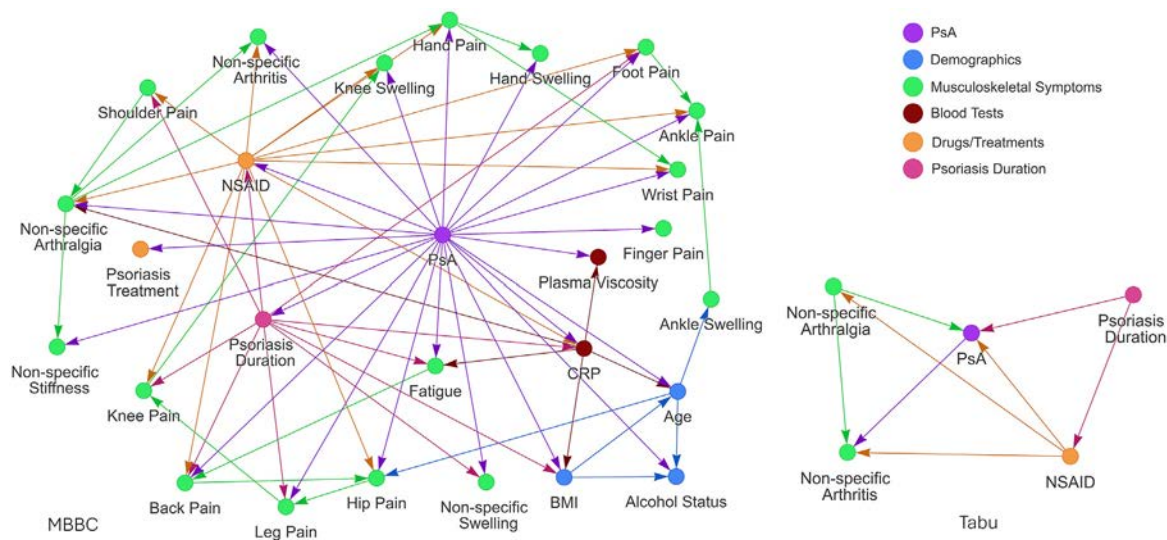 Hand Pain
Non-specific
Arthritis
Knee Swelling
Hand Swelling
Foot Pain
Shoulder Pain
Ankle Pain
NSAID
Wrist Pain
Non-specific
Arthralgia
Psoriasis
Treatment
PsA
Finger Pain
Plasma Viscosity
Psoriasis
Duration
Ankle Swelling
Non-specific
Stiffness
CRP
Fatigue
Knee Pain
Age
Back Pain
Leg Pain
Hip Pain
Non-specific
Swelling
BMI
Alcohol Status
MBBC
PsA
Demographics
Musculoskeletal Symptoms
Blood Tests
Drugs/Treatments
Psoriasis Duration
Non-specific
Arthralgia
PsA
Psoriasis
Duration
Non-specific
Arthritis
NSAID
Tabu